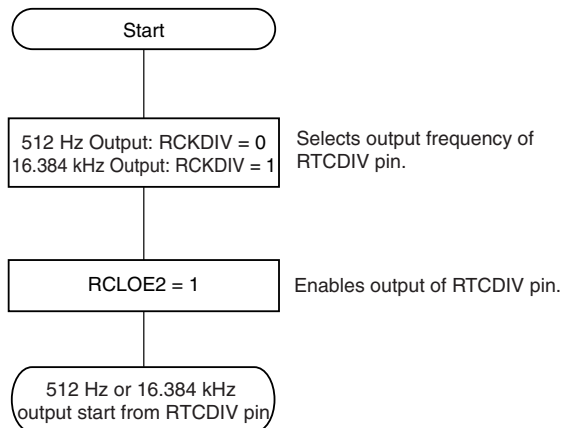 Start
512 Hz Output: RCKDIV = 0
16.384 kHz Output: RCKDIV = 1
Selects output frequency of
RTCDIV pin.
RCLOE2 = 1
Enables output of RTCDIV pin.
512 Hz or 16.384 kHz
output start from RTCDIV pin